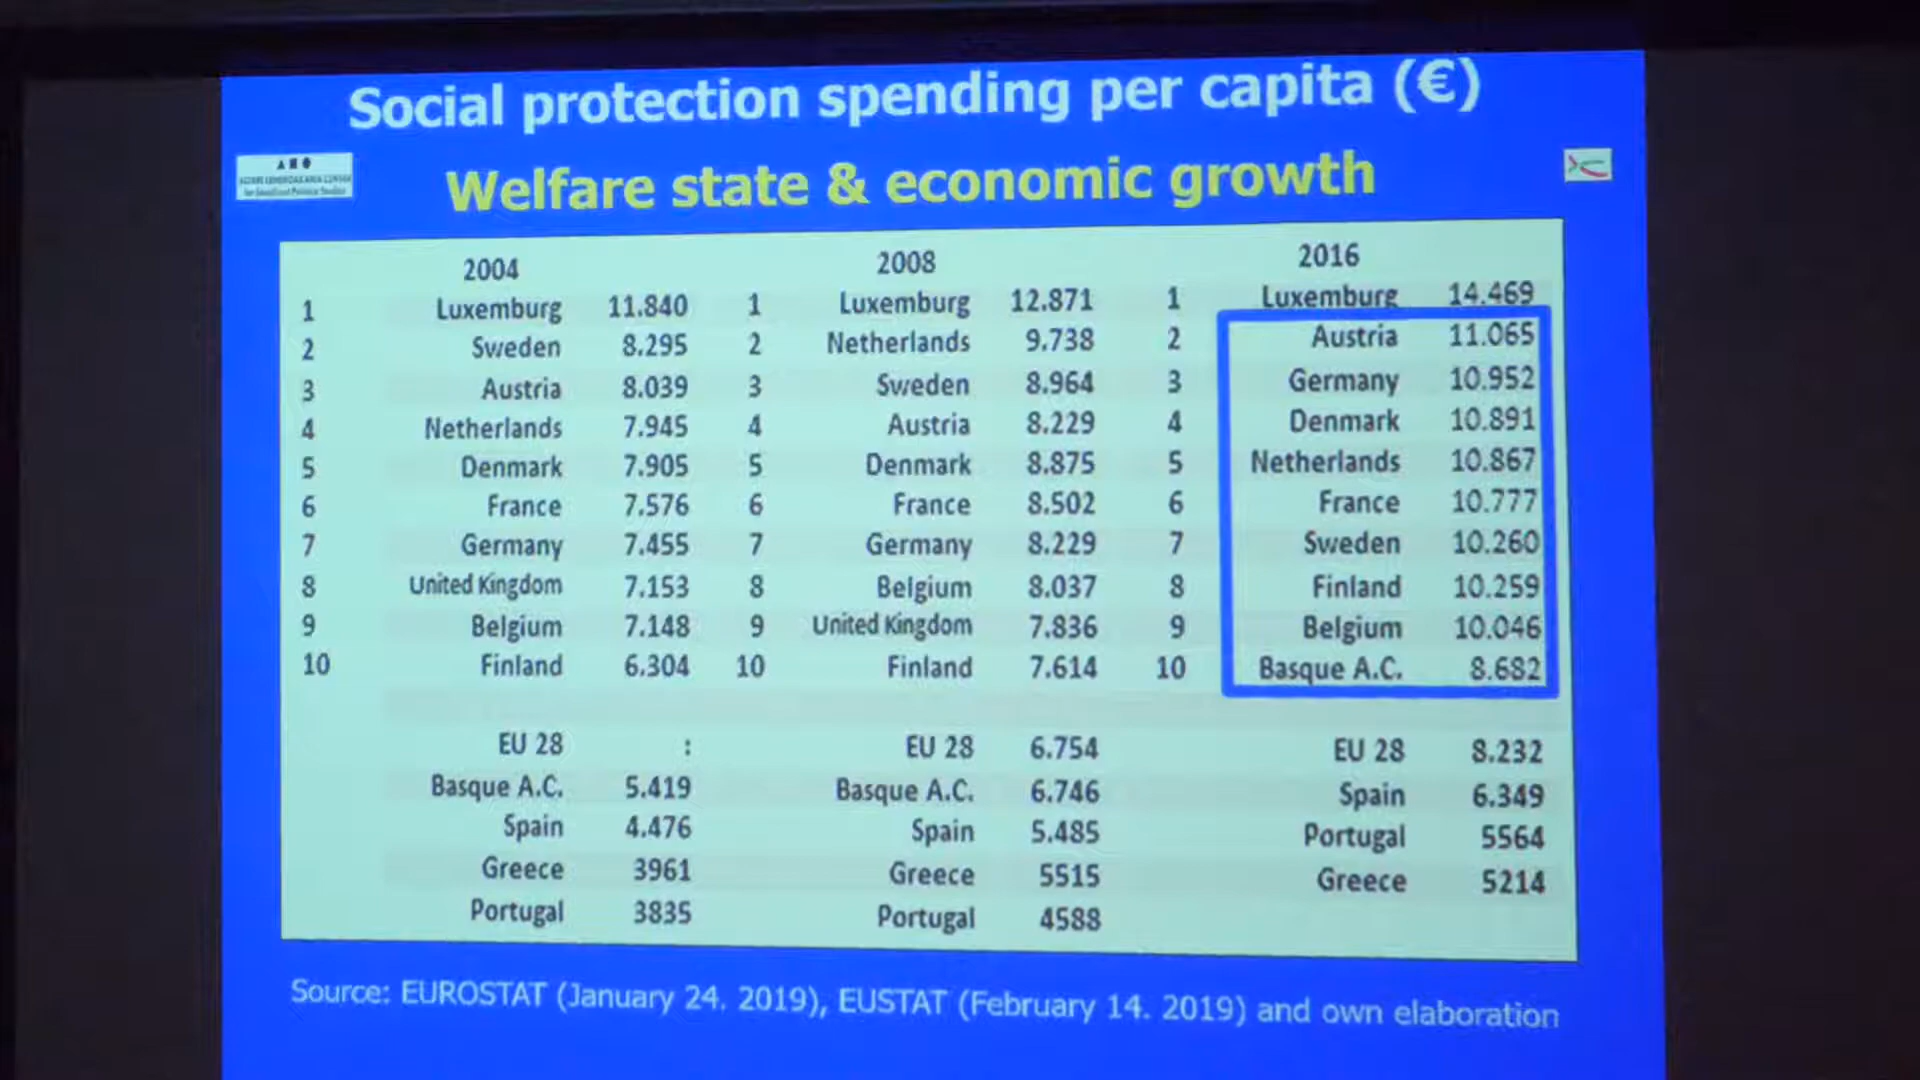 Social protection spending per capita (€)
Welfare state & economic growth
2004 2008 2016
1 Luxemburg 11.840 1 Luxemburg 12.871 1 Luxemburg 14.469
2 Sweden 8.295 2 Netherlands 9.738 2 Austria 11.065
3 Austria 8.039 3 Sweden 8.964 3 Germany 10.952
4 Netherlands 7.945 4 Austria 8.229 4 Denmark 10.891
5 Denmark 7.905 5 Denmark 8.875 5 Netherlands 10.867
6 France 7.576 6 France 8.502 6 France 10.777
7 Germany 7.455 7 Germany 8.229 7 Sweden 10.260
8 United Kingdom 7.153 8 Belgium 8.037 8 Finland 10.259
9 Belgium 7.148 9 United Kingdom 7.836 9 Belgium 10.046
10 Finland 6.304 10 Finland 7.614 10 Basque A.C. 8.682
EU 28 : EU 28 6.754 EU 28 8.232
Basque A.C. 5.419 Basque A.C. 6.746 Spain 6.349
Spain 4.476 Spain 5.485 Portugal 5564
Greece 3961 Greece 5515 Greece 5214
Portugal 3835 Portugal 4588
Source: EUROSTAT (January 24. 2019), EUSTAT (February 14. 2019) and own elaboration